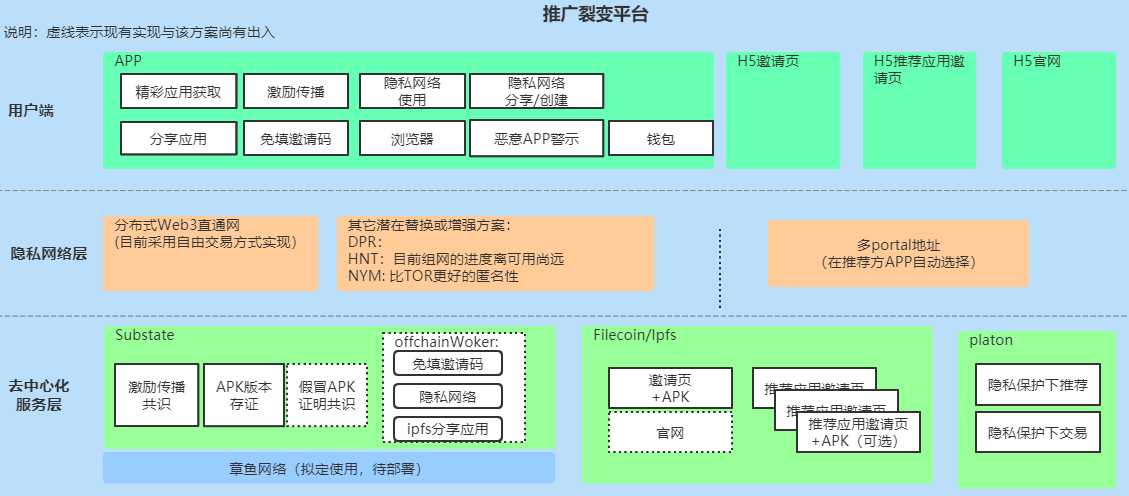 推广裂变平台
说明：虚线表示现有实现与该方案尚有出入
用户端
APP
精彩应用获取
激励传播
隐私网络
使用
隐私网络
分享/创建
分享应用
免填邀请码
浏览器
恶意APP警示
钱包
H5邀请页
H5推荐应用邀
请页
H5官网
隐私网络层
分布式Web3直通网
(目前采用自由交易方式实现）
其它潜在替换或增强方案：
DPR：
HNT：目前组网的进度离可用尚远
NYM: 比TOR更好的匿名性
多portal地址
（在推荐方APP自动选择）
去中心化
服务层
Substate
激励传播
共识
APK版本
存证
假冒APK
证明共识
offchainWoker:
免填邀请码
隐私网络
ipfs分享应用
章鱼网络（拟定使用，待部署）
Filecoin/Ipfs
邀请页
+APK
官网
推荐应用邀请页
推荐应用邀请页
推荐应用邀请页
+APK（可选）
platon
隐私保护下推荐
隐私保护下交易